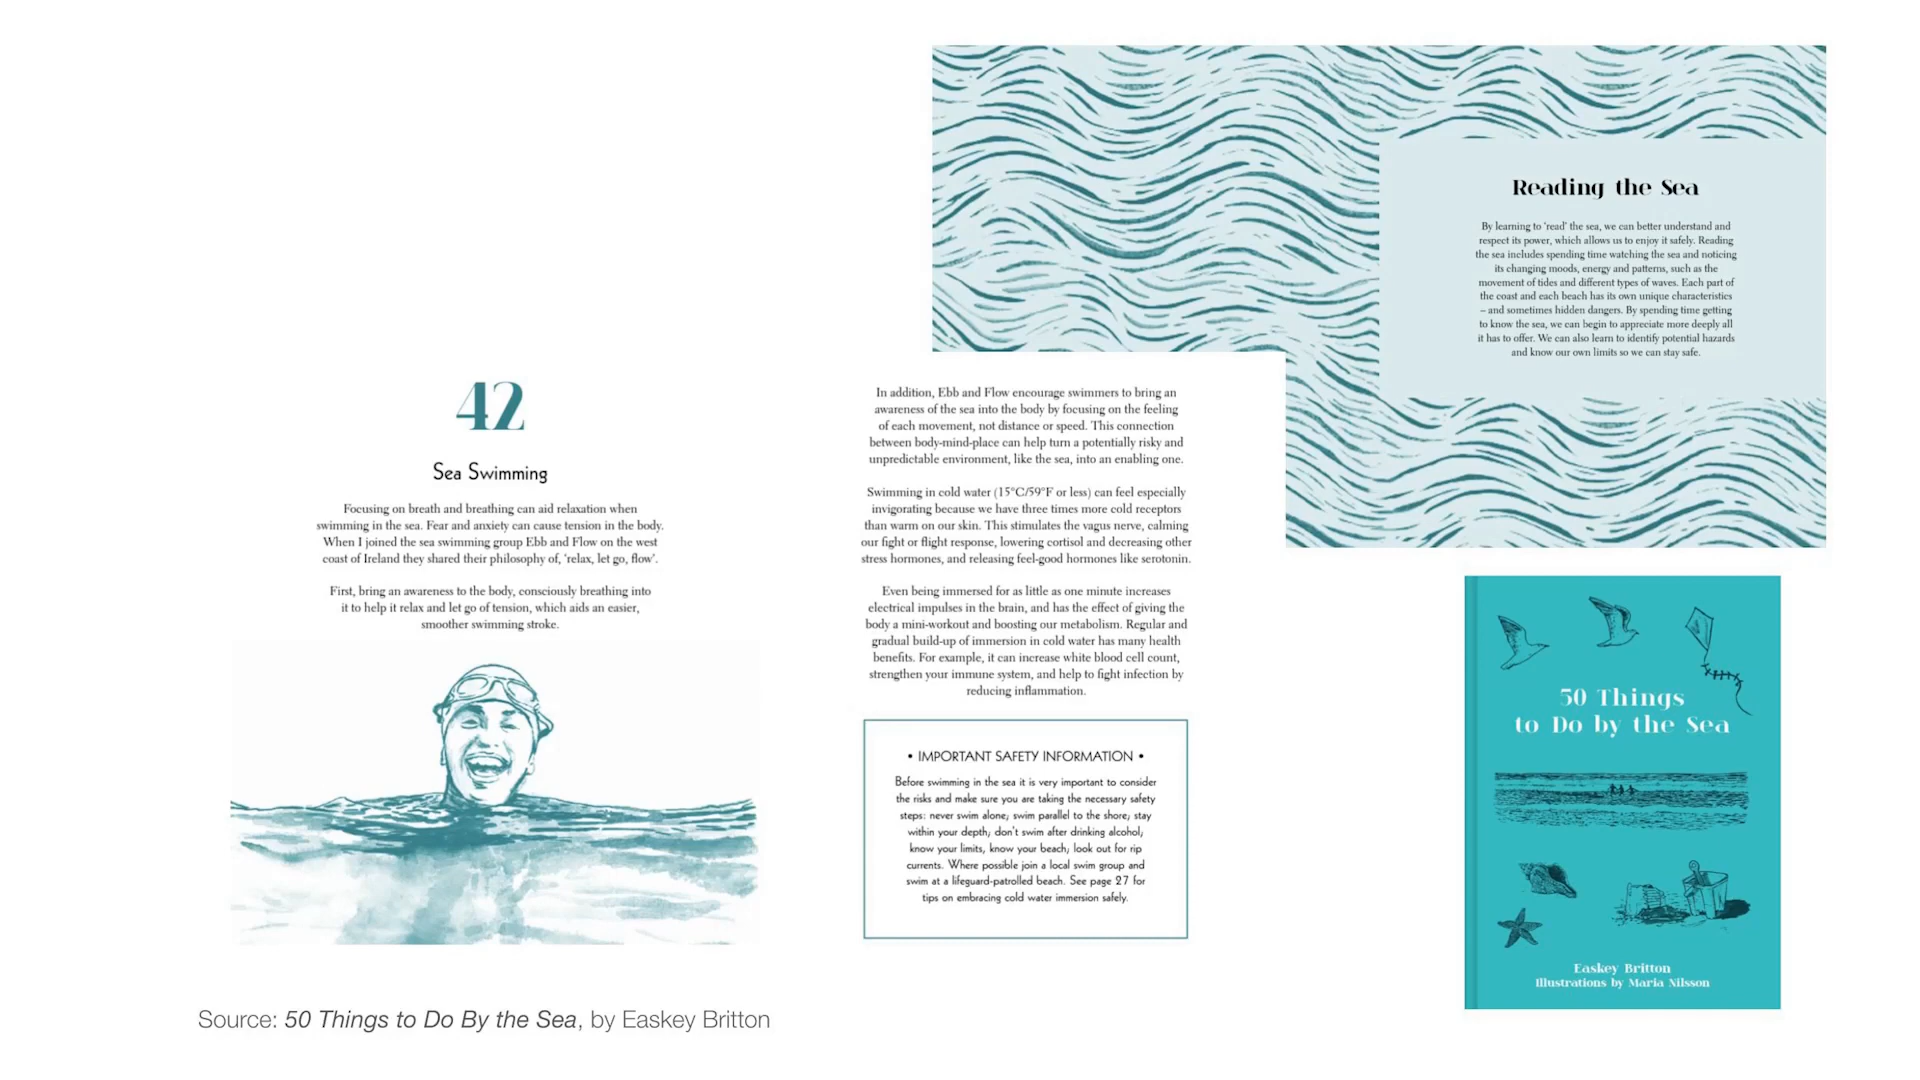 42
Sea Swimming
Focusing on breath and breathing can aid relaxation when
swimming in the sea. Fear and anxiety can cause tension in the body.
When I joined the sea swimming group Ebb and Flow on the west
coast of Ireland they shared their philosophy of, 'relax, let go, flow'.
First, bring an awareness to the body, consciously breathing into
it to help it relax and let go of tension, which aids an easier,
smoother swimming stroke.
In addition, Ebb and Flow encourage swimmers to bring an
awareness of the sea into the body by focusing on the feeling
of each movement, not distance or speed. This connection
between body-mind-place can help turn a potentially risky and
unpredictable environment, like the sea, into an enabling one.
Swimming in cold water (15°C/59°F or less) can feel especially
invigorating because we have three times more cold receptors
than warm on our skin. This stimulates the vagus nerve, calming
our fight or flight response, lowering cortisol and decreasing other
stress hormones, and releasing feel-good hormones like serotonin.
Even being immersed for as little as one minute increases
electrical impulses in the brain, and has the effect of giving the
body a mini-workout and boosting our metabolism. Regular and
gradual build-up of immersion in cold water has many health
benefits. For example, it can increase white blood cell count,
strengthen your immune system, and help to fight infection by
reducing inflammation.
• IMPORTANT SAFETY INFORMATION •
Before swimming in the sea it is very important to consider
the risks and make sure you are taking the necessary safety
steps: never swim alone; swim parallel to the shore; stay
within your depth; don't swim after drinking alcohol;
know your limits, know your beach; look out for rip
currents. Where possible join a local swim group and
swim at a lifeguard-patrolled beach. See page 27 for
tips on embracing cold water immersion safely.
Reading the Sea
By learning to 'read' the sea, we can better understand and
respect its power, which allows us to enjoy it safely. Reading
the sea includes spending time watching the sea and noticing
its changing moods, energy and patterns, such as the
movement of tides and different types of waves. Each part of
the coast and each beach has its own unique characteristics
– and sometimes hidden dangers. By spending time getting
to know the sea, we can begin to appreciate more deeply all
it has to offer. We can also learn to identify potential hazards
and know our own limits so we can stay safe.
50 Things
to Do by the Sea
Easkey Britton
Illustrations by Maria Nilsson
Source: 50 Things to Do By the Sea, by Easkey Britton